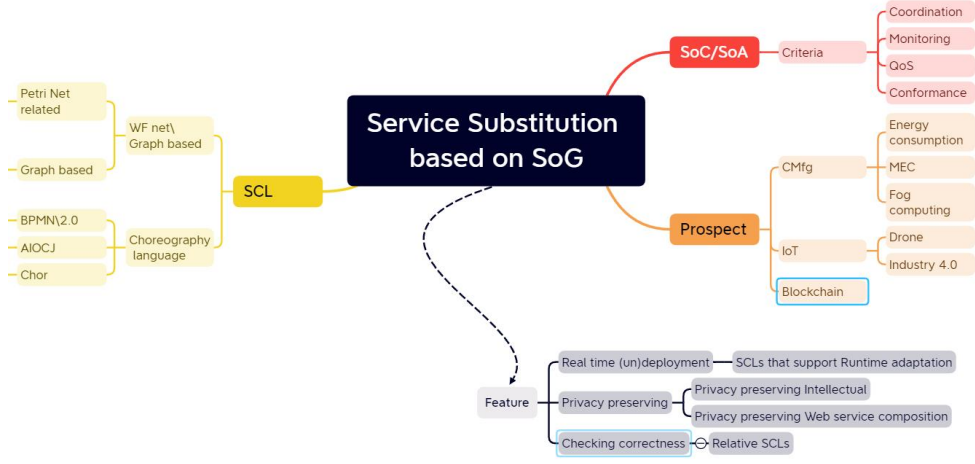 Service Substitution
based on SoG
SoC/SoA
Criteria
Coordination
Monitoring
QoS
Conformance
Prospect
CMfg
Energy
consumption
MEC
Fog
computing
IoT
Drone
Industry 4.0
Blockchain
SCL
WF net\
Graph based
Petri Net
related
Graph based
Choreography
language
BPMN\2.0
AIOCJ
Chor
Feature
Real time (un)deployment
SCLs that support Runtime adaptation
Privacy preserving
Privacy preserving Intellectual
Privacy preserving Web service composition
Checking correctness
Relative SCLs